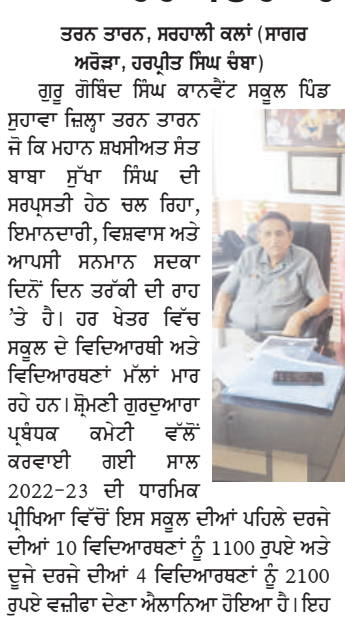 ਤਰਨ ਤਾਰਨ, ਸਰਹਾਲੀ ਕਲਾਂ (ਸਾਗਰ
ਅਰੋੜਾ, ਹਰਪ੍ਰੀਤ ਸਿੰਘ ਚੰਬਾ)
ਗੁਰੂ ਗੋਬਿੰਦ ਸਿੰਘ ਕਾਨਵੈਂਟ ਸਕੂਲ ਪਿੰਡ
ਸੁਹਾਵਾ ਜ਼ਿਲ੍ਹਾ ਤਰਨ ਤਾਰਨ
ਜੋ ਕਿ ਮਹਾਨ ਸ਼ਖਸੀਅਤ ਸੰਤ
ਬਾਬਾ ਸੁੱਖਾ ਸਿੰਘ ਦੀ
ਸਰਪ੍ਰਸਤੀ ਹੇਠ ਚਲ ਰਿਹਾ,
ਇਮਾਨਦਾਰੀ, ਵਿਸ਼ਵਾਸ ਅਤੇ
ਆਪਸੀ ਸਨਮਾਨ ਸਦਕਾ
ਦਿਨੋਂ ਦਿਨ ਤਰੱਕੀ ਦੀ ਰਾਹ
’ਤੇ ਹੈ। ਹਰ ਖੇਤਰ ਵਿੱਚ
ਸਕੂਲ ਦੇ ਵਿਦਿਆਰਥੀ ਅਤੇ
ਵਿਦਿਆਰਥਣਾਂ ਮੱਲਾਂ ਮਾਰ
ਰਹੇ ਹਨ। ਸ਼੍ਰੋਮਣੀ ਗੁਰਦੁਆਰਾ
ਪ੍ਰਬੰਧਕ ਕਮੇਟੀ ਵੱਲੋਂ
ਕਰਵਾਈ ਗਈ ਸਾਲ
2022-23 ਦੀ ਧਾਰਮਿਕ
ਪ੍ਰੀਖਿਆ ਵਿੱਚੋਂ ਇਸ ਸਕੂਲ ਦੀਆਂ ਪਹਿਲੇ ਦਰਜੇ
ਦੀਆਂ 10 ਵਿਦਿਆਰਥਣਾਂ ਨੂੰ 1100 ਰੁਪਏ ਅਤੇ
ਦੂਜੇ ਦਰਜੇ ਦੀਆਂ 4 ਵਿਦਿਆਰਥਣਾਂ ਨੂੰ 2100
ਰੁਪਏ ਵਜ਼ੀਫਾ ਦੇਣਾ ਐਲਾਨਿਆ ਹੋਇਆ ਹੈ। ਇਹ